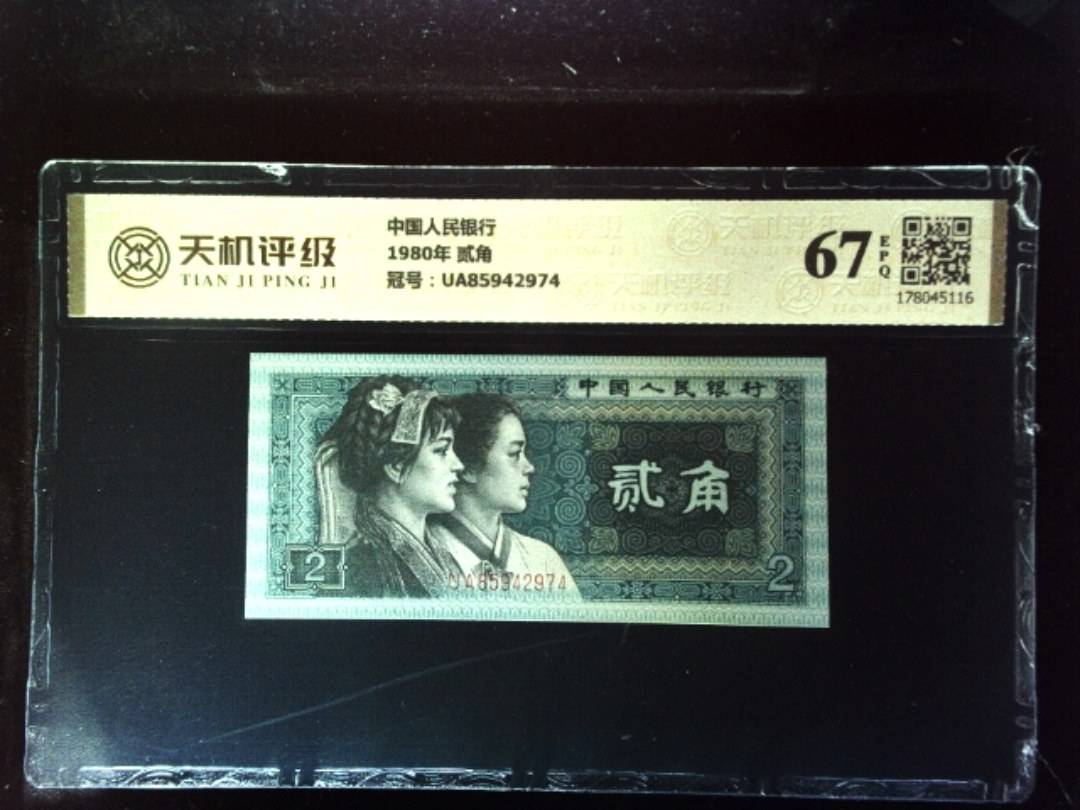 天机评级
TIAN JI PING JI
中国人民银行
1980年 贰角
冠号：UA85942974
67
EPQ
178045116
中国人民银行
贰角
2
2
UA85942974